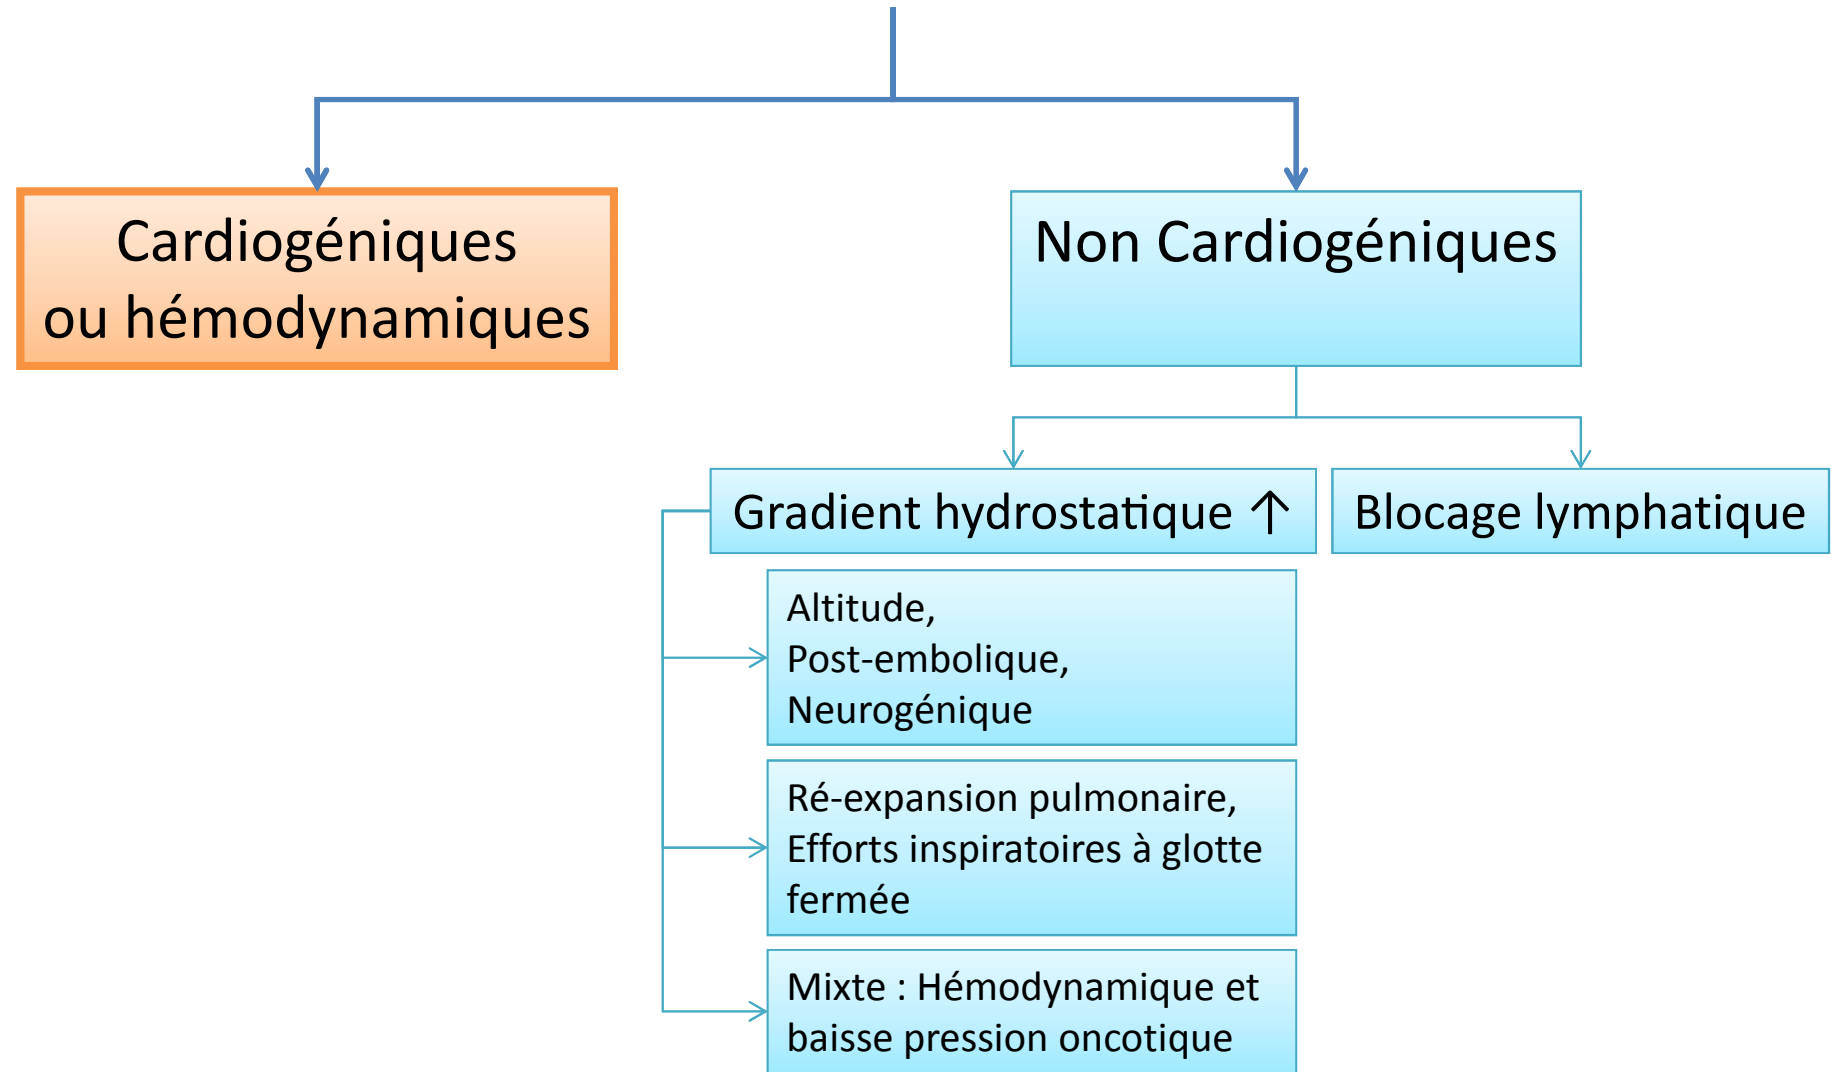 Cardiogéniques
ou hémodynamiques
Non Cardiogéniques
Gradient hydrostatique ↑
Blocage lymphatique
Altitude,
Post-embolique,
Neurogénique
Ré-expansion pulmonaire,
Efforts inspiratoires à glotte
fermée
Mixte : Hémodynamique et
baisse pression oncotique